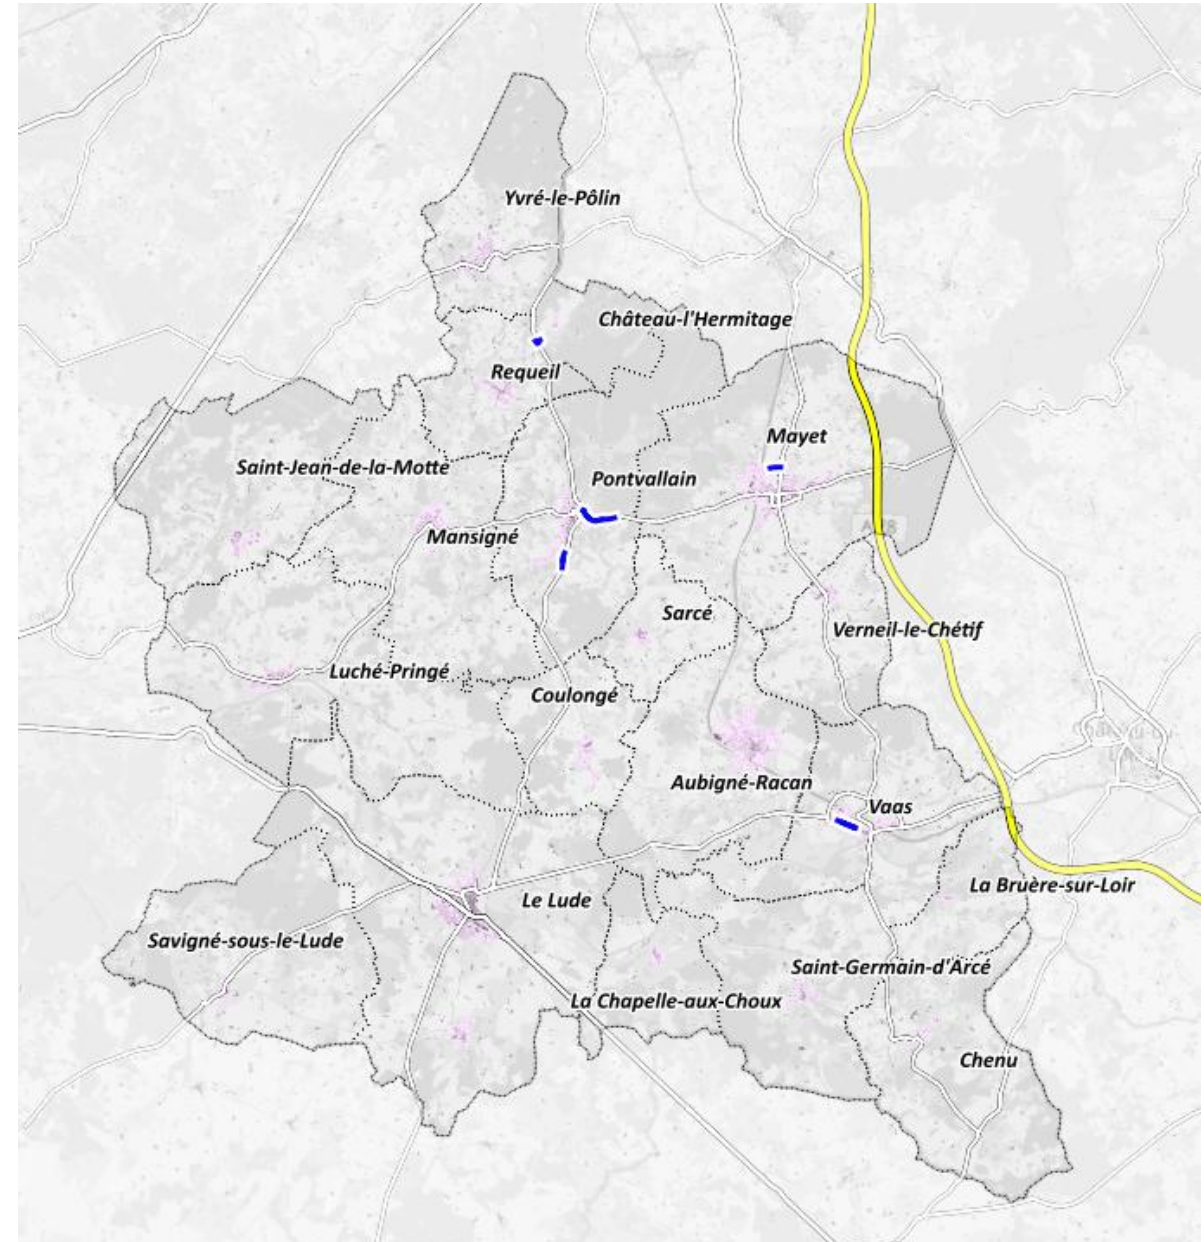 Yvré-le-Pôlin
Château-l'Hermitage
Requeil
Mayet
Saint-Jean-de-la-Motte
Pontvallain
Mansigné
Sarcé
Verneil-le-Chétif
Luché-Pringé
Coulongé
Aubigné-Racan
Vaas
La Bruère-sur-Loir
Le Lude
Savigné-sous-le-Lude
Saint-Germain-d'Arcé
La Chapelle-aux-Choux
Chenu